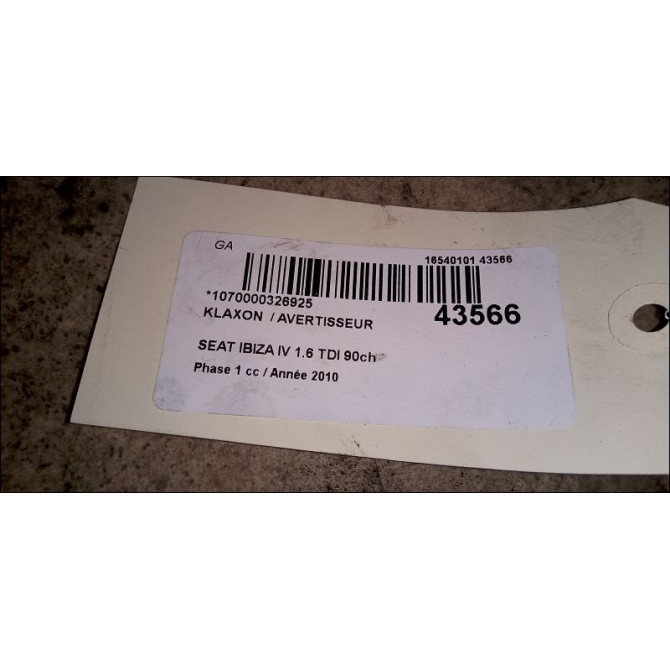 GA
16540101 43566
*1070000326925
43566
KLAXON / AVERTISSEUR
SEAT IBIZA IV 1.6 TDI 90ch
Phase 1 cc / Année 2010